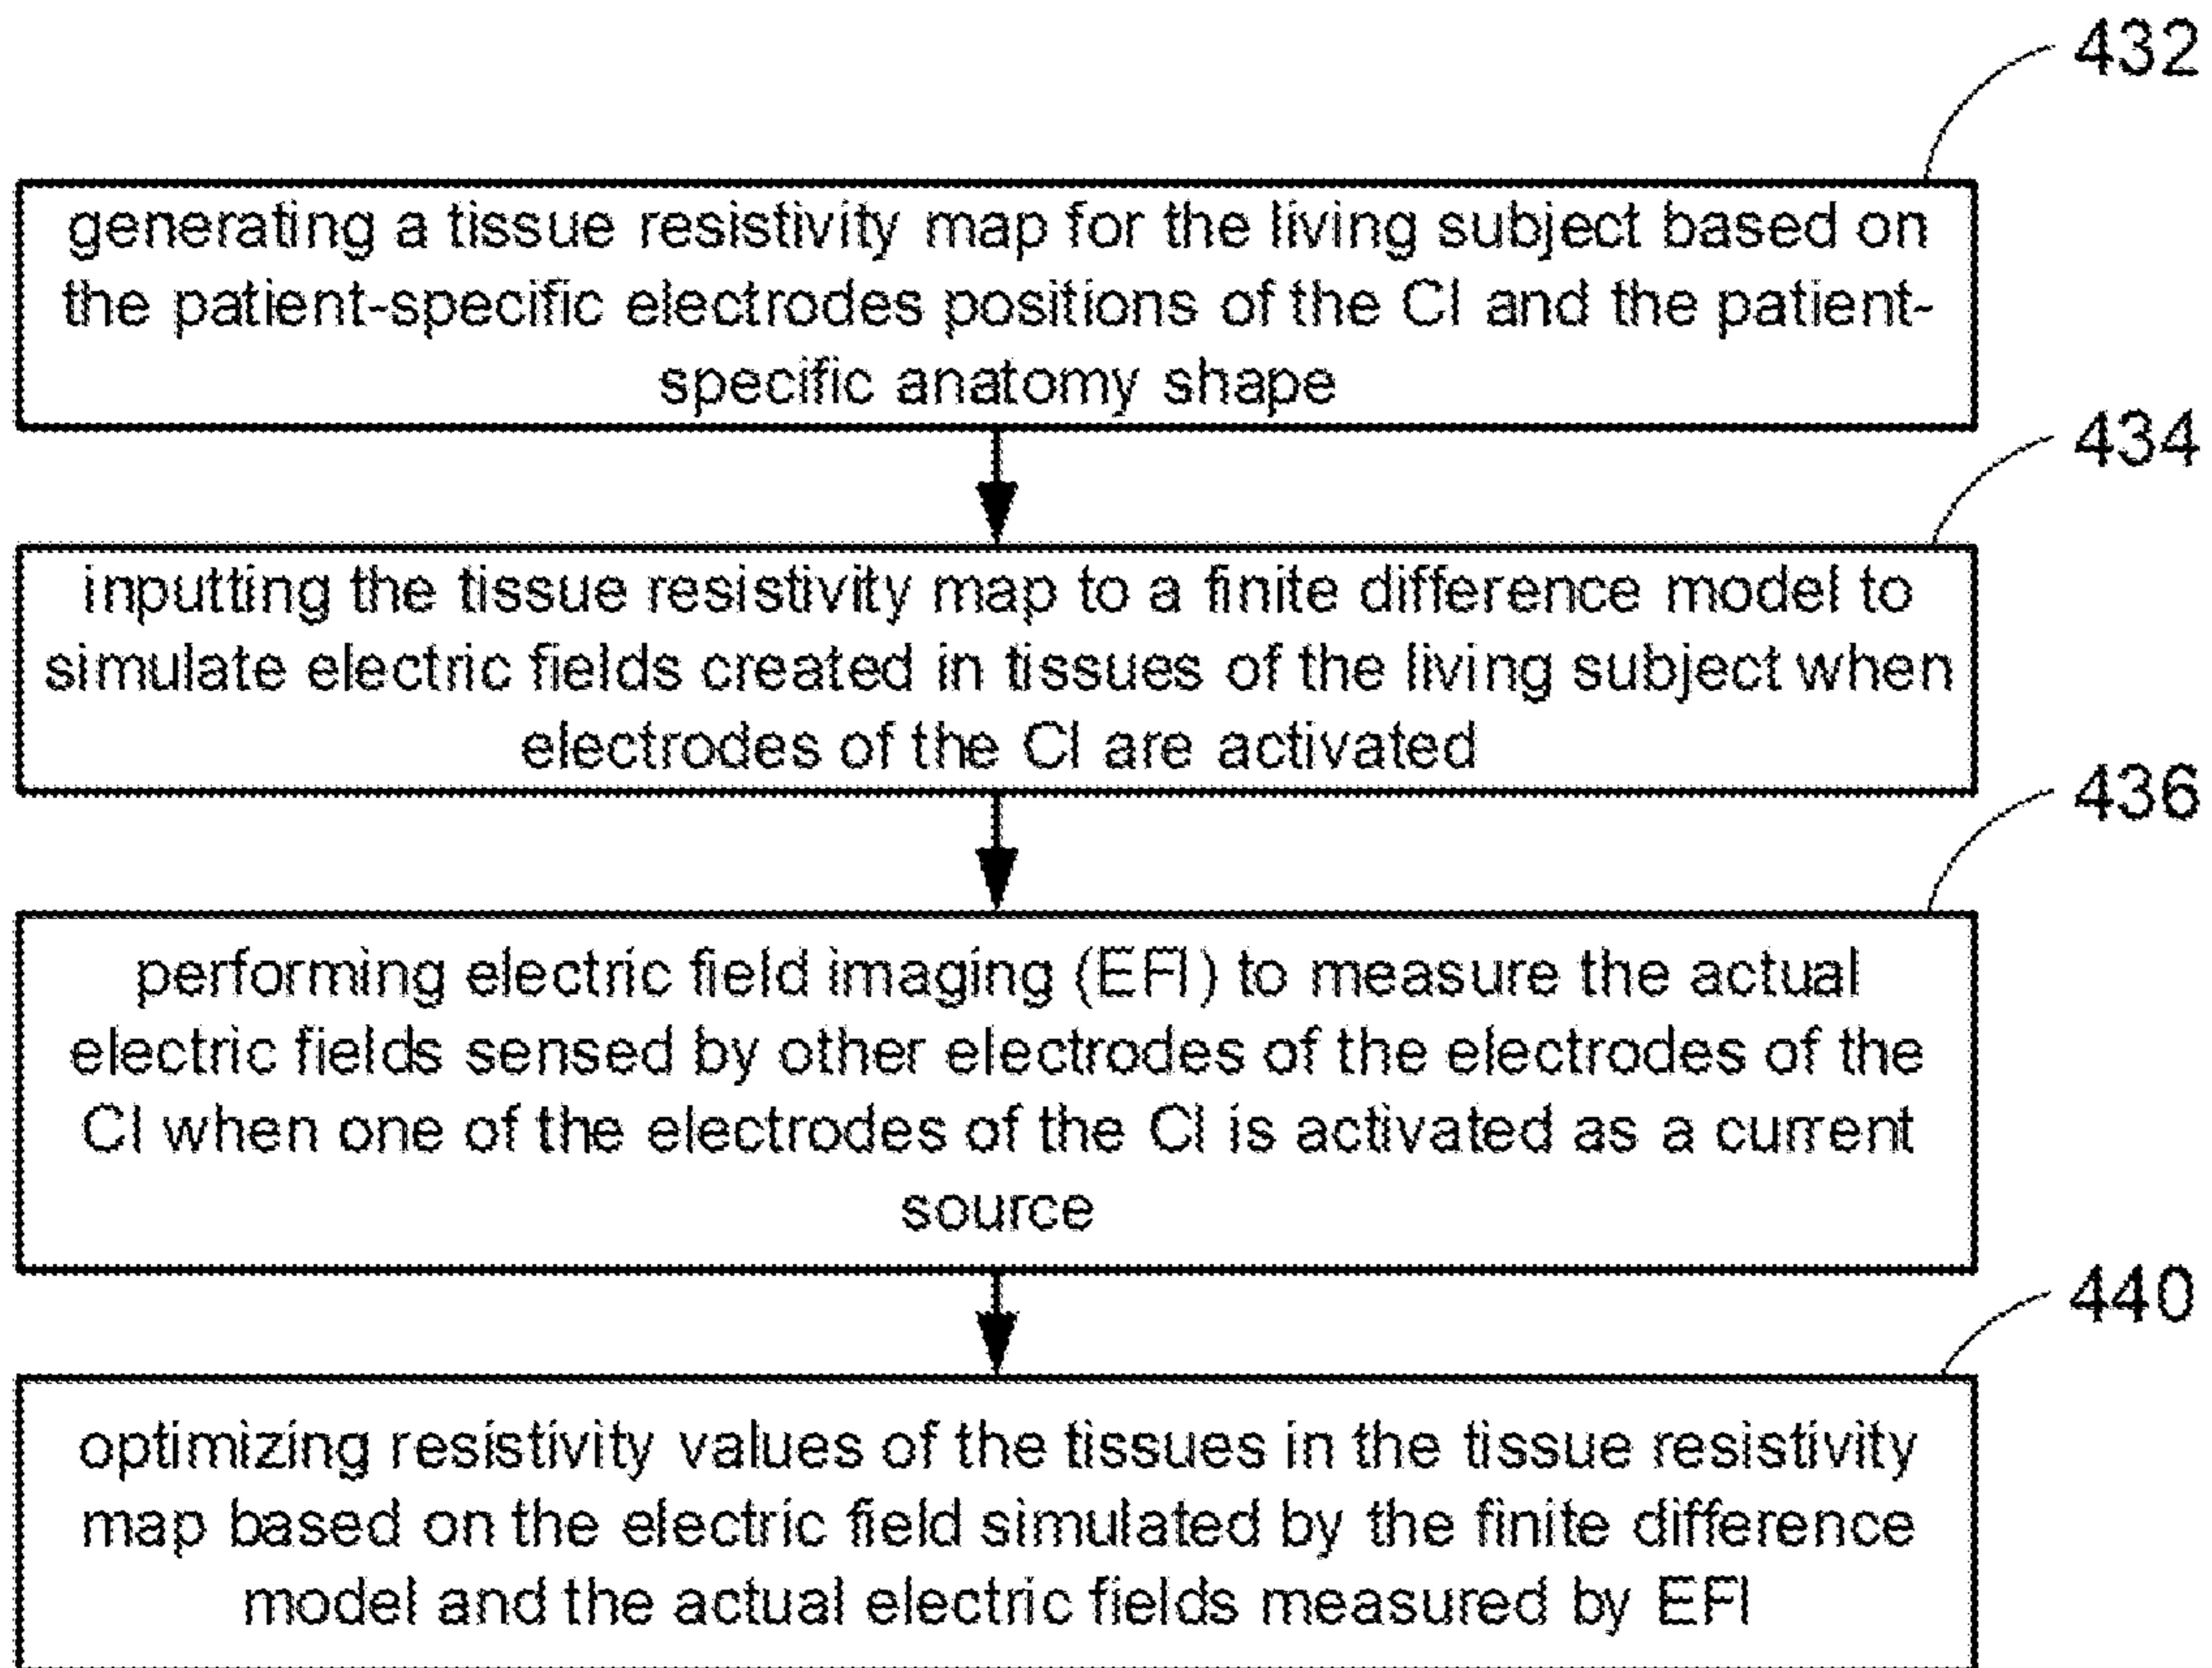 432
generating a tissue resistivity map for the living subject based on
the patient-specific electrodes positions of the CI and the patient-
specific anatomy shape
434
inputting the tissue resistivity map to a finite difference model to
simulate electric fields created in tissues of the living subject when
electrodes of the CI are activated
436
performing electric field imaging (EFI) to measure the actual
electric fields sensed by other electrodes of the electrodes of the
CI when one of the electrodes of the CI is activated as a current
source
440
optimizing resistivity values of the tissues in the tissue resistivity
map based on the electric field simulated by the finite difference
model and the actual electric fields measured by EFI